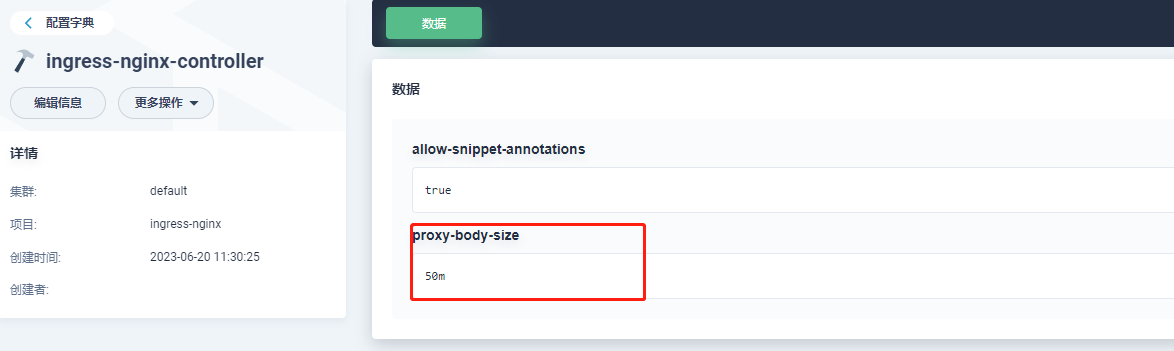 配置字典
ingress-nginx-controller
编辑信息
更多操作
详情
集群:
default
项目:
ingress-nginx
创建时间:
2023-06-20 11:30:25
创建者:
数据
数据
allow-snippet-annotations
true
proxy-body-size
50m